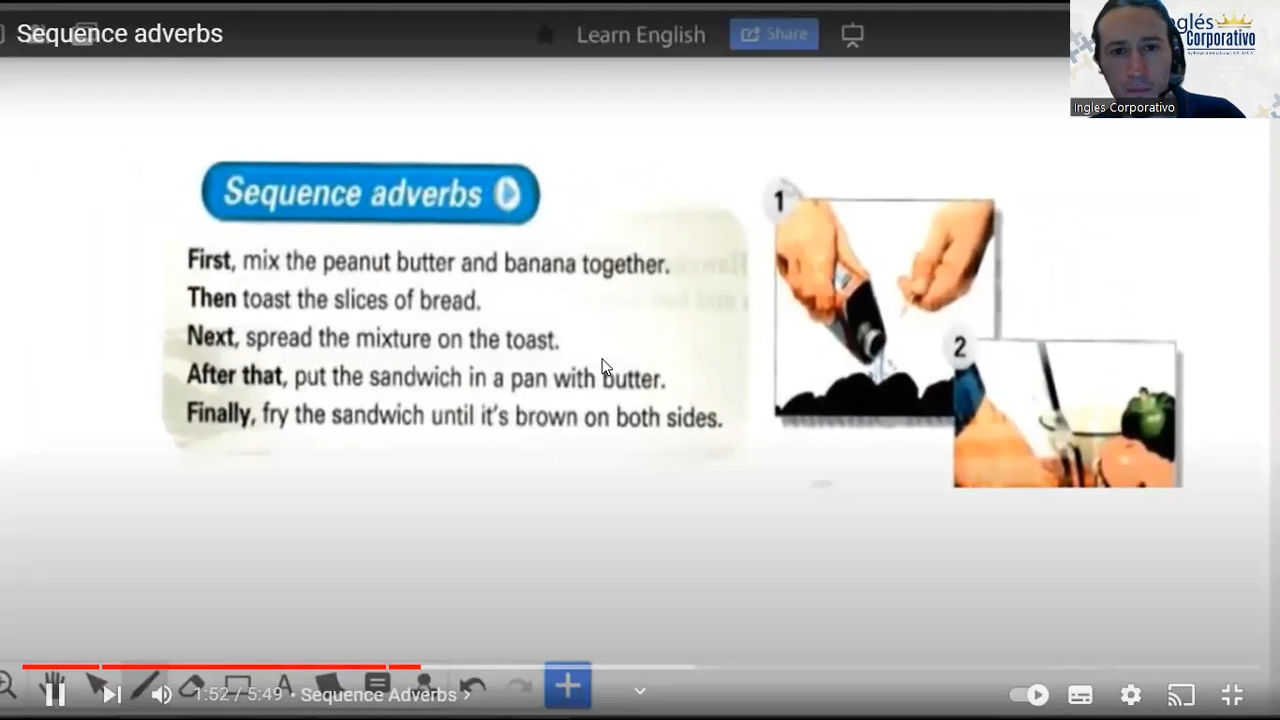 Sequence adverbs
Learn English
Share
Inglés
Corporativo
Ingles Corporativo
Sequence adverbs
First, mix the peanut butter and banana together.
Then toast the slices of bread.
Next, spread the mixture on the toast.
After that, put the sandwich in a pan with butter.
Finally, fry the sandwich until it's brown on both sides.
1
2
1:52 / 5:49 • Sequence Adverbs >